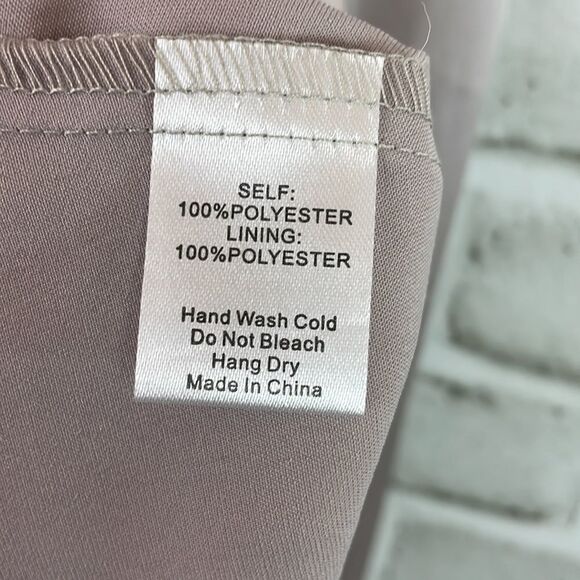 SELF:
100%POLYESTER
LINING:
100%POLYESTER
Hand Wash Cold
Do Not Bleach
Hang Dry
Made In China